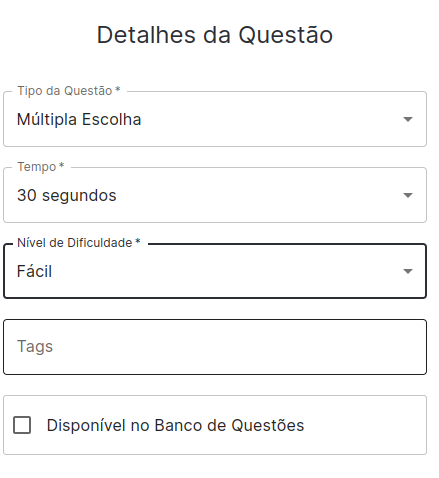 Detalhes da Questão
Tipo da Questão *
Múltipla Escolha
Tempo *
30 segundos
Nível de Dificuldade *
Fácil
Tags
Disponível no Banco de Questões